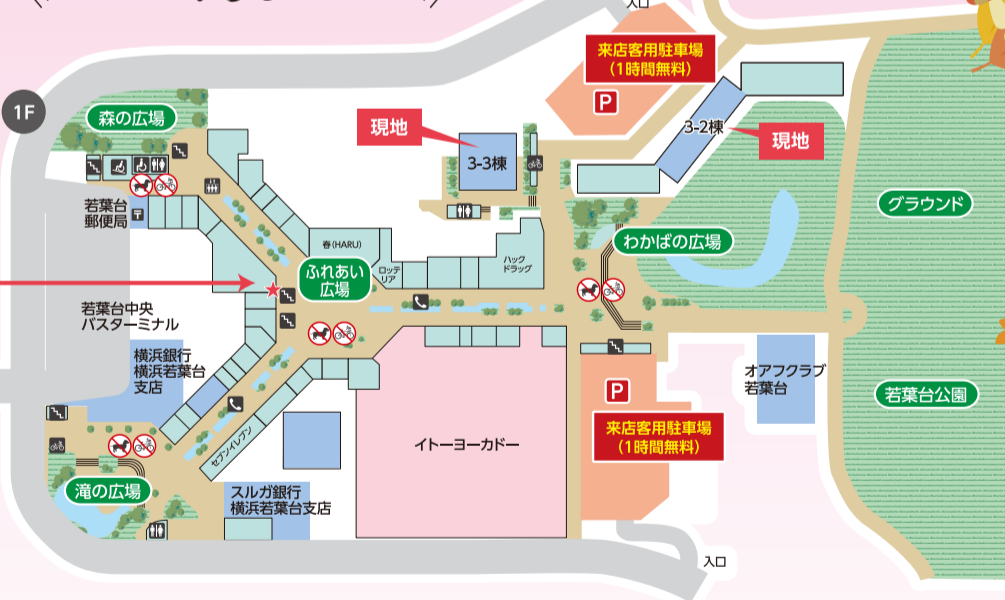 入口
来店客用駐車場
（1時間無料）
P
1F
森の広場
現地
3-3棟
3-2棟
現地
若葉台
郵便局
〒
グラウンド
わかばの広場
春(HARU)
ロッテ
リア
ハック
ドラッグ
ふれあい
広場
若葉台中央
バスターミナル
横浜銀行
横浜若葉台
支店
オアフクラブ
若葉台
P
若葉台公園
来店客用駐車場
（1時間無料）
イトーヨーカドー
セブンイレブン
滝の広場
スルガ銀行
横浜若葉台支店
入口